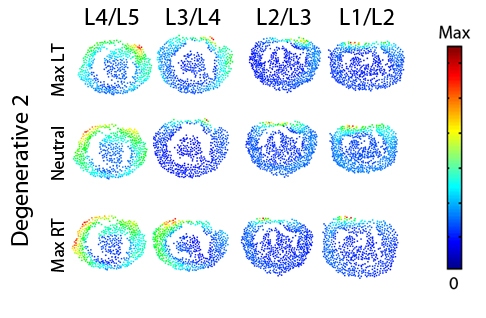 L4/L5 L3/L4 L2/L3 L1/L2
Max
Degenerative 2
Max LT
Neutral
Max RT
0